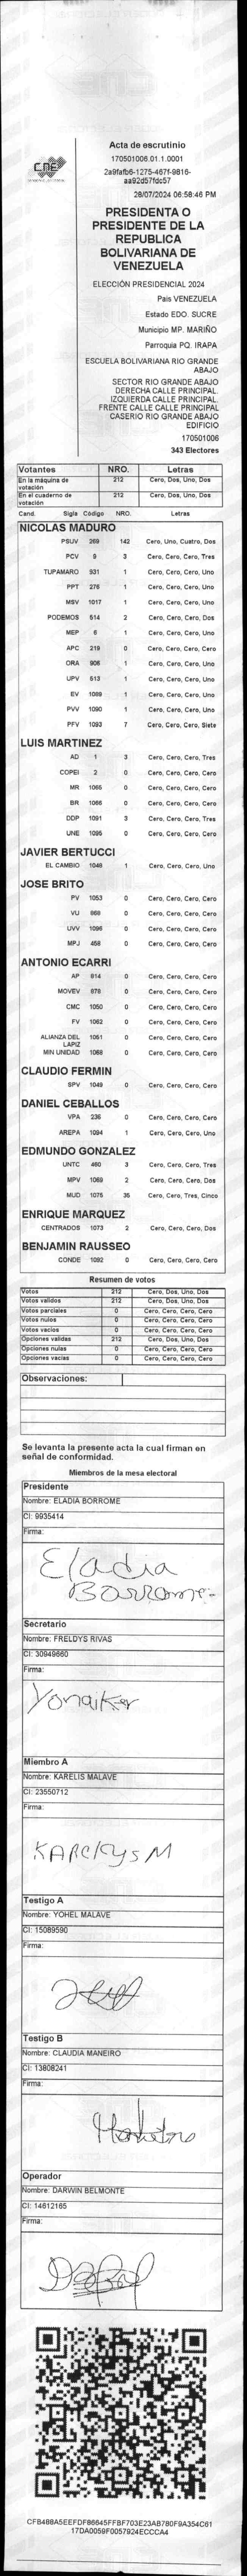 CNE
Acta de escrutinio
170501006.01.1.0001
2a9fafb6-1275-467f-9816-
aa92d57fdc57
28/07/2024 06:58:46 PM
PRESIDENTA O
PRESIDENTE DE LA
REPUBLICA
BOLIVARIANA DE
VENEZUELA
ELECCIÓN PRESIDENCIAL 2024
Pais VENEZUELA
Estado EDO. SUCRE
Municipio MP. MARIÑO
Parroquia PQ. IRAPA
ESCUELA BOLIVARIANA RIO GRANDE
ABAJO
SECTOR RIO GRANDE ABAJO
DERECHA CALLE PRINCIPAL.
IZQUIERDA CALLE PRINCIPAL.
FRENTE CALLE CALLE PRINCIPAL
CASERIO RIO GRANDE ABAJO
EDIFICIO
170501006
343 Electores
Votantes NRO. Letras
En la máquina de votación 212 Cero, Dos, Uno, Dos
En el cuaderno de votación 212 Cero, Dos, Uno, Dos
Cand. Sigla Código NRO. Letras
NICOLAS MADURO
PSUV 269 142 Cero, Uno, Cuatro, Dos
PCV 9 3 Cero, Cero, Cero, Tres
TUPAMARO 931 1 Cero, Cero, Cero, Uno
PPT 276 1 Cero, Cero, Cero, Uno
MSV 1017 1 Cero, Cero, Cero, Uno
PODEMOS 514 2 Cero, Cero, Cero, Dos
MEP 6 1 Cero, Cero, Cero, Uno
APC 219 0 Cero, Cero, Cero, Cero
ORA 906 1 Cero, Cero, Cero, Uno
UPV 513 1 Cero, Cero, Cero, Uno
EV 1089 1 Cero, Cero, Cero, Uno
PVV 1090 1 Cero, Cero, Cero, Uno
PFV 1093 7 Cero, Cero, Cero, Siete
LUIS MARTINEZ
AD 1 3 Cero, Cero, Cero, Tres
COPEI 2 0 Cero, Cero, Cero, Cero
MR 1065 0 Cero, Cero, Cero, Cero
BR 1066 0 Cero, Cero, Cero, Cero
DDP 1091 3 Cero, Cero, Cero, Tres
UNE 1095 0 Cero, Cero, Cero, Cero
JAVIER BERTUCCI
EL CAMBIO 1048 1 Cero, Cero, Cero, Uno
JOSE BRITO
PV 1053 0 Cero, Cero, Cero, Cero
VU 868 0 Cero, Cero, Cero, Cero
UVV 1096 0 Cero, Cero, Cero, Cero
MPJ 458 0 Cero, Cero, Cero, Cero
ANTONIO ECARRI
AP 814 0 Cero, Cero, Cero, Cero
MOVEV 878 0 Cero, Cero, Cero, Cero
CMC 1050 0 Cero, Cero, Cero, Cero
FV 1062 0 Cero, Cero, Cero, Cero
ALIANZA DEL LAPIZ 1051 0 Cero, Cero, Cero, Cero
MIN UNIDAD 1068 0 Cero, Cero, Cero, Cero
CLAUDIO FERMIN
SPV 1049 0 Cero, Cero, Cero, Cero
DANIEL CEBALLOS
VPA 236 0 Cero, Cero, Cero, Cero
AREPA 1094 1 Cero, Cero, Cero, Uno
EDMUNDO GONZALEZ
UNTC 460 3 Cero, Cero, Cero, Tres
MPV 1069 2 Cero, Cero, Cero, Dos
MUD 1075 35 Cero, Cero, Tres, Cinco
ENRIQUE MARQUEZ
CENTRADOS 1073 2 Cero, Cero, Cero, Dos
BENJAMIN RAUSSEO
CONDE 1092 0 Cero, Cero, Cero, Cero
Resumen de votos
Votos 212 Cero, Dos, Uno, Dos
Votos validos 212 Cero, Dos, Uno, Dos
Votos parciales 0 Cero, Cero, Cero, Cero
Votos nulos 0 Cero, Cero, Cero, Cero
Votos vacios 0 Cero, Cero, Cero, Cero
Opciones validas 212 Cero, Dos, Uno, Dos
Opciones nulas 0 Cero, Cero, Cero, Cero
Opciones vacias 0 Cero, Cero, Cero, Cero
Observaciones:
Se levanta la presente acta la cual firman en
señal de conformidad.
Miembros de la mesa electoral
Presidente
Nombre: ELADIA BORROME
CI: 9935414
Firma:
Eladia
Borrome
Secretario
Nombre: FRELDYS RIVAS
CI: 30949660
Firma:
Yonaiker
Miembro A
Nombre: KARELIS MALAVE
CI: 23550712
Firma:
KARElys M
Testigo A
Nombre: YOHEL MALAVE
CI: 15089590
Firma:
Testigo B
Nombre: CLAUDIA MANEIRO
CI: 13808241
Firma:
Operador
Nombre: DARWIN BELMONTE
CI: 14612165
Firma:
CFB488A5EEFDF86645FFBF703E23AB780F9A354C61
17DA0059F0057924ECCCA4